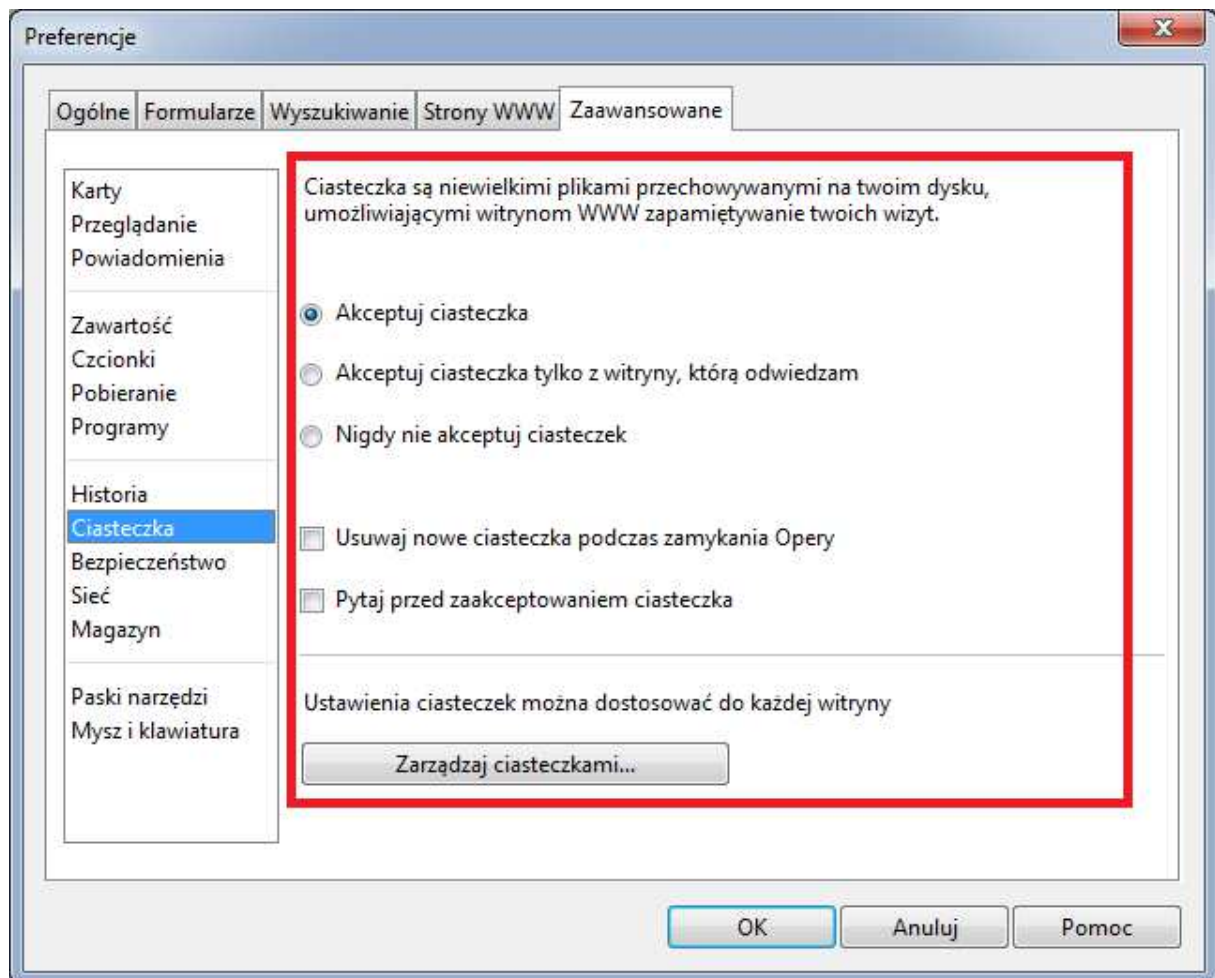 Preferencje
Ogólne Formularze Wyszukiwanie Strony WWW Zaawansowane
Karty
Przeglądanie
Powiadomienia
Zawartość
Czcionki
Pobieranie
Programy
Historia
Ciasteczka
Bezpieczeństwo
Sieć
Magazyn
Paski narzędzi
Mysz i klawiatura
Ciasteczka są niewielkimi plikami przechowywanymi na twoim dysku,
umożliwiającymi witrynom WWW zapamiętywanie twoich wizyt.
Akceptuj ciasteczka
Akceptuj ciasteczka tylko z witryny, którą odwiedzam
Nigdy nie akceptuj ciasteczek
Usuwaj nowe ciasteczka podczas zamykania Opery
Pytaj przed zaakceptowaniem ciasteczka
Ustawienia ciasteczek można dostosować do każdej witryny
Zarządzaj ciasteczkami...
OK Anuluj Pomoc